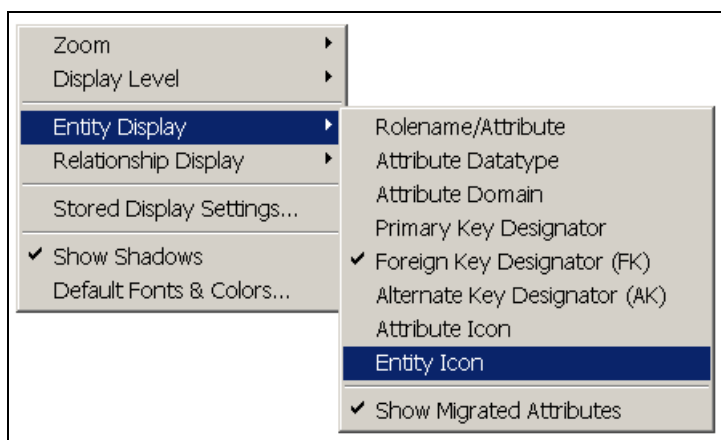 Zoom
Display Level
Entity Display
Relationship Display
Stored Display Settings...
Show Shadows
Default Fonts & Colors...
Rolename/Attribute
Attribute Datatype
Attribute Domain
Primary Key Designator
Foreign Key Designator (FK)
Alternate Key Designator (AK)
Attribute Icon
Entity Icon
Show Migrated Attributes